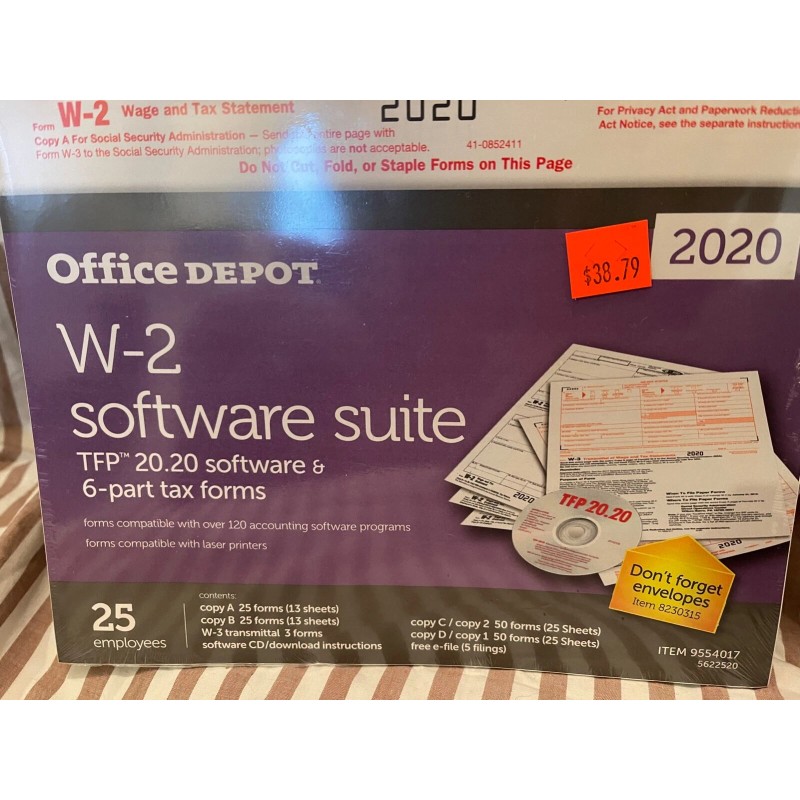 Form W-2 Wage and Tax Statement
2020
For Privacy Act and Paperwork Reducti
Act Notice, see the separate instruction
Copy A For Social Security Administration — Send entire page with
Form W-3 to the Social Security Administration; photocopies are not acceptable.
41-0852411
Do Not Cut, Fold, or Staple Forms on This Page
Office DEPOT
$38.79
2020
W-2
software suite
TFP™ 20.20 software &
6-part tax forms
forms compatible with over 120 accounting software programs
forms compatible with laser printers
2020
2020
TFP 20.20
2020
Don't forget
envelopes
Item 8230315
25
employees
contents:
copy A 25 forms (13 sheets)
copy B 25 forms (13 sheets)
W-3 transmittal 3 forms
software CD/download instructions
copy C / copy 2 50 forms (25 Sheets)
copy D / copy 1 50 forms (25 Sheets)
free e-file (5 filings)
ITEM 9554017
5622520